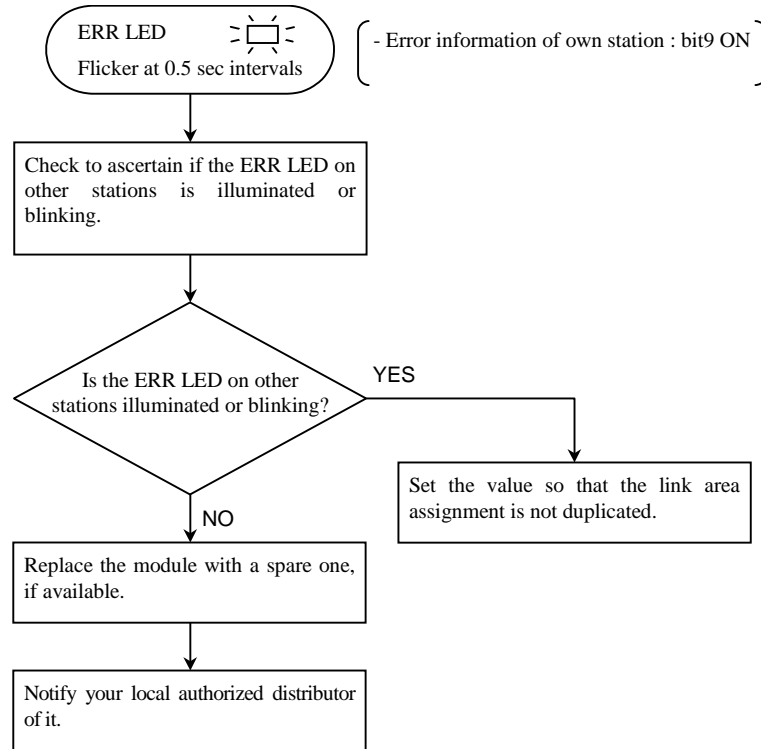 ERR LED
Flicker at 0.5 sec intervals
- Error information of own station : bit9 ON
Check to ascertain if the ERR LED on
other stations is illuminated or
blinking.
Is the ERR LED on other
stations illuminated or blinking?
YES
Set the value so that the link area
assignment is not duplicated.
NO
Replace the module with a spare one,
if available.
Notify your local authorized distributor
of it.